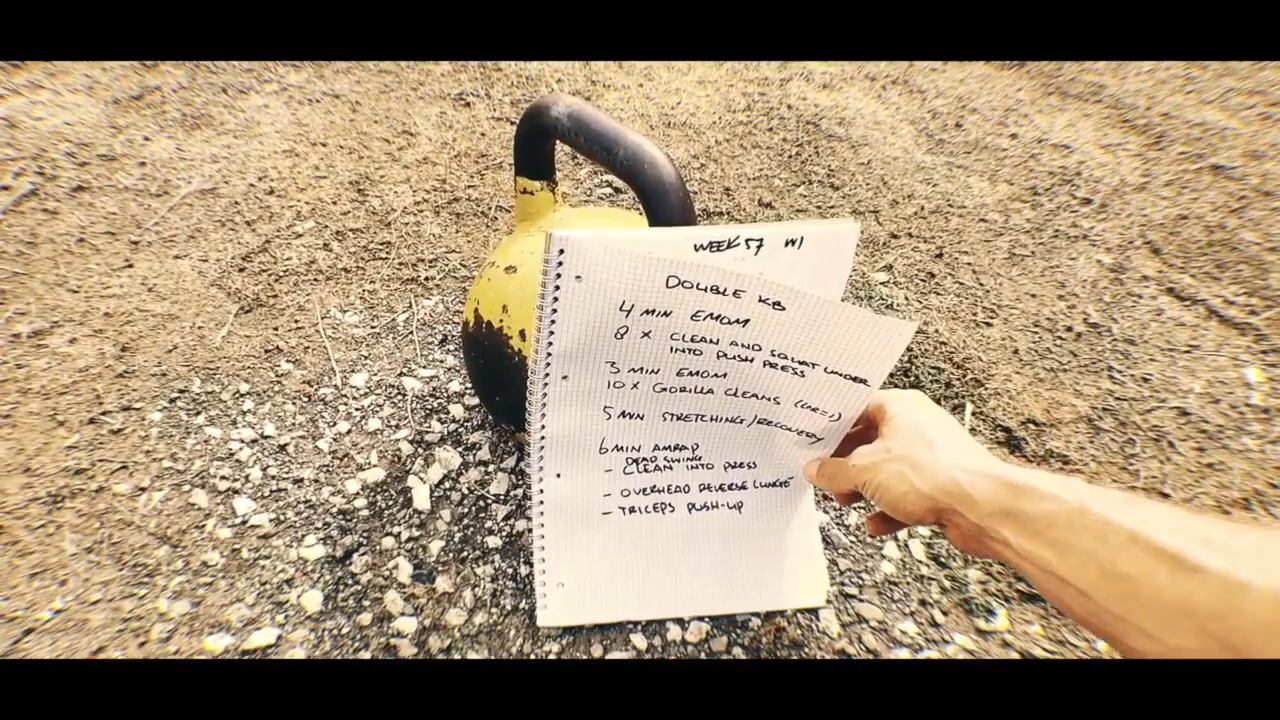 WEEK 57 W1
DOUBLE KB
4 MIN EMOM
8 X CLEAN AND SQUAT UNDER
INTO PUSH PRESS
3 MIN EMOM
10 X GORILLA CLEANS (L+R=1)
5 MIN STRETCHING/RECOVERY
6 MIN AMRAP
DEAD SWING
- CLEAN INTO PRESS
- OVERHEAD REVERSE LUNGE
- TRICEPS PUSH-UP